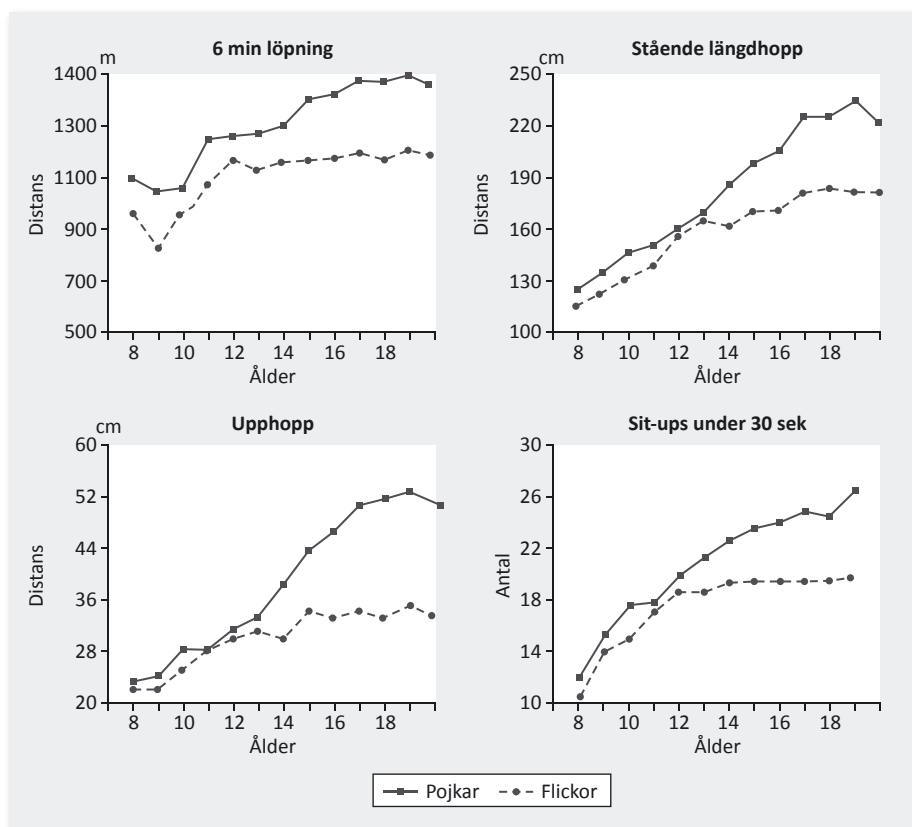 6 min löpning
m
1400
1300
1100
900
700
500
Distans
8 10 12 14 16 18
Ålder
Stående längdhopp
cm
250
220
190
160
130
100
Distans
8 10 12 14 16 18
Ålder
Upphopp
cm
60
52
44
36
28
20
Distans
8 10 12 14 16 18
Ålder
Sit-ups under 30 sek
30
26
22
18
14
10
Antal
8 10 12 14 16 18
Ålder
Pojkar Flickor